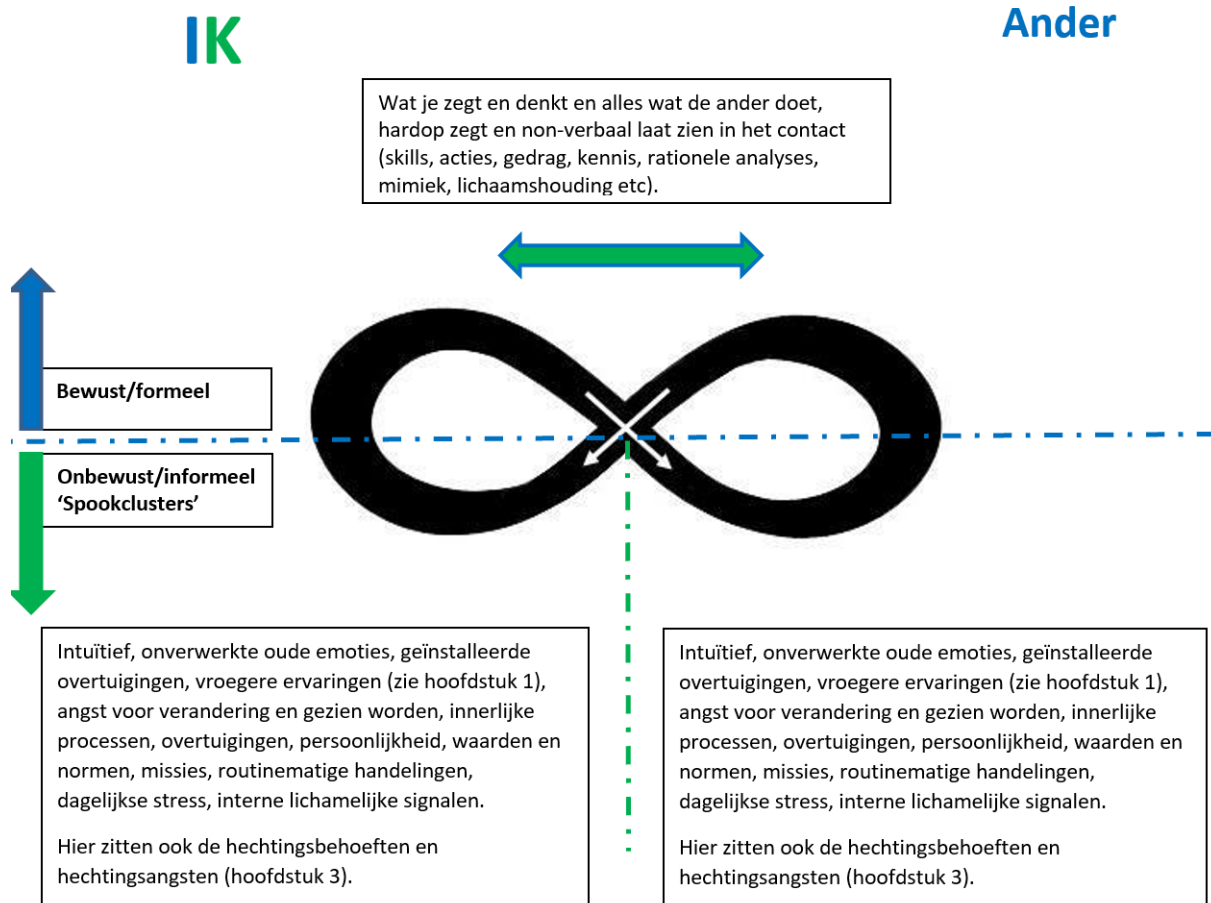 IK
Ander
Wat je zegt en denkt en alles wat de ander doet,
hardop zegt en non-verbaal laat zien in het contact
(skills, acties, gedrag, kennis, rationele analyses,
mimiek, lichaamshouding etc).
Bewust/formeel
Onbewust/informeel
‘Spookclusters’
Intuïtief, onverwerkte oude emoties, geïnstalleerde
overtuigingen, vroegere ervaringen (zie hoofdstuk 1),
angst voor verandering en gezien worden, innerlijke
processen, overtuigingen, persoonlijkheid, waarden en
normen, missies, routinematige handelingen,
dagelijkse stress, interne lichamelijke signalen.
Hier zitten ook de hechtingsbehoeften en
hechtingsangsten (hoofdstuk 3).
Intuïtief, onverwerkte oude emoties, geïnstalleerde
overtuigingen, vroegere ervaringen (zie hoofdstuk 1),
angst voor verandering en gezien worden, innerlijke
processen, overtuigingen, persoonlijkheid, waarden en
normen, missies, routinematige handelingen,
dagelijkse stress, interne lichamelijke signalen.
Hier zitten ook de hechtingsbehoeften en
hechtingsangsten (hoofdstuk 3).